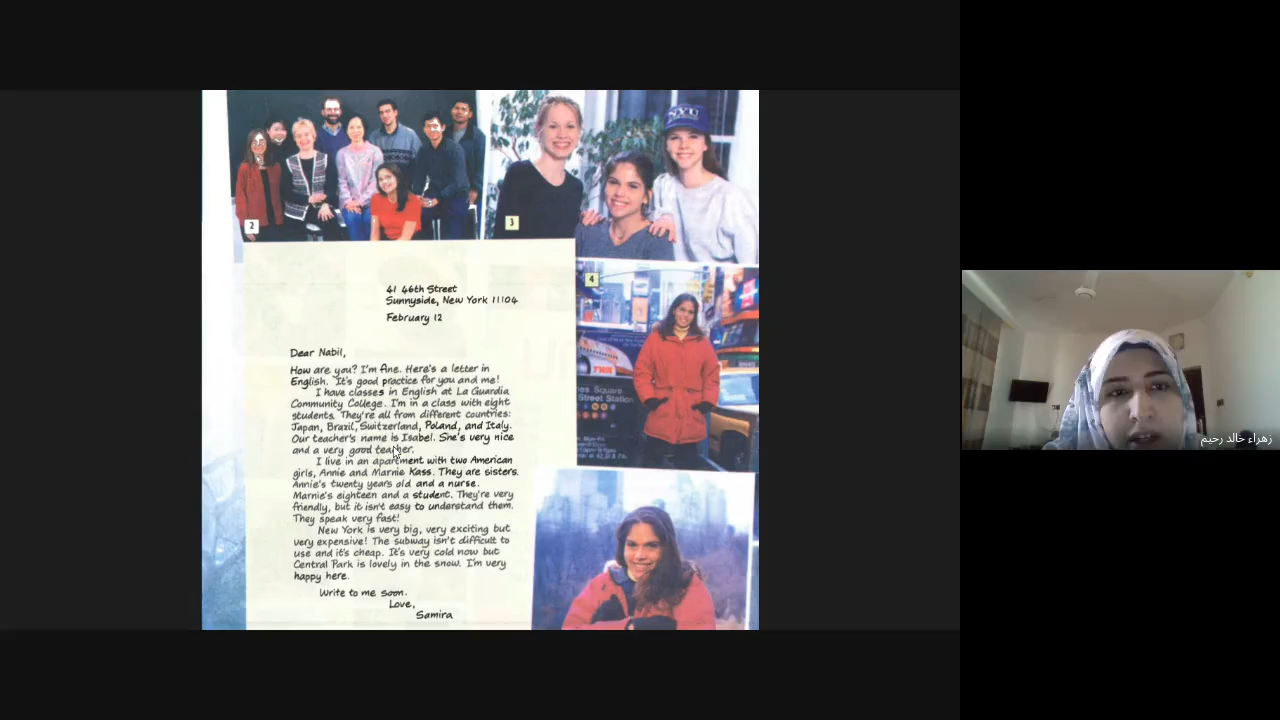 2
3
NYU
4
TWA
es Square
Street Station
41 46th Street
Sunnyside, New York 11104
February 12
Dear Nabil,
How are you? I'm fine. Here's a letter in
English. It's good practice for you and me!
I have classes in English at La Guardia
Community College. I'm in a class with eight
students. They're all from different countries:
Japan, Brazil, Switzerland, Poland, and Italy.
Our teacher's name is Isabel. She's very nice
and a very good teacher.
I live in an apartment with two American
girls, Annie and Marnie Kass. They are sisters.
Annie's twenty years old and a nurse.
Marnie's eighteen and a student. They're very
friendly, but it isn't easy to understand them.
They speak very fast!
New York is very big, very exciting but
very expensive! The subway isn't difficult to
use and it's cheap. It's very cold now but
Central Park is lovely in the snow. I'm very
happy here.
Write to me soon.
Love,
Samira
زهراء خالد رحيم